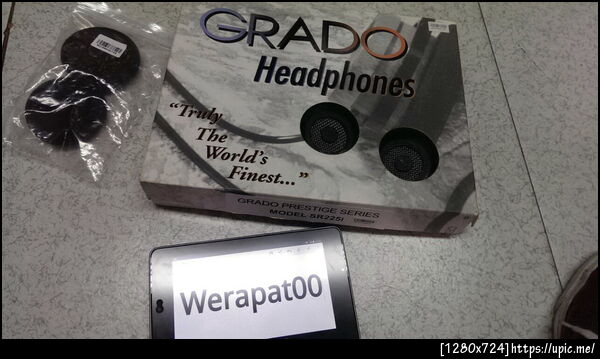 GRADO
Headphones
"Truly
The
World's
Finest..."
GRADO PRESTIGE SERIES
MODEL SR225I
Werapat00
[1280x724]https://upic.me/